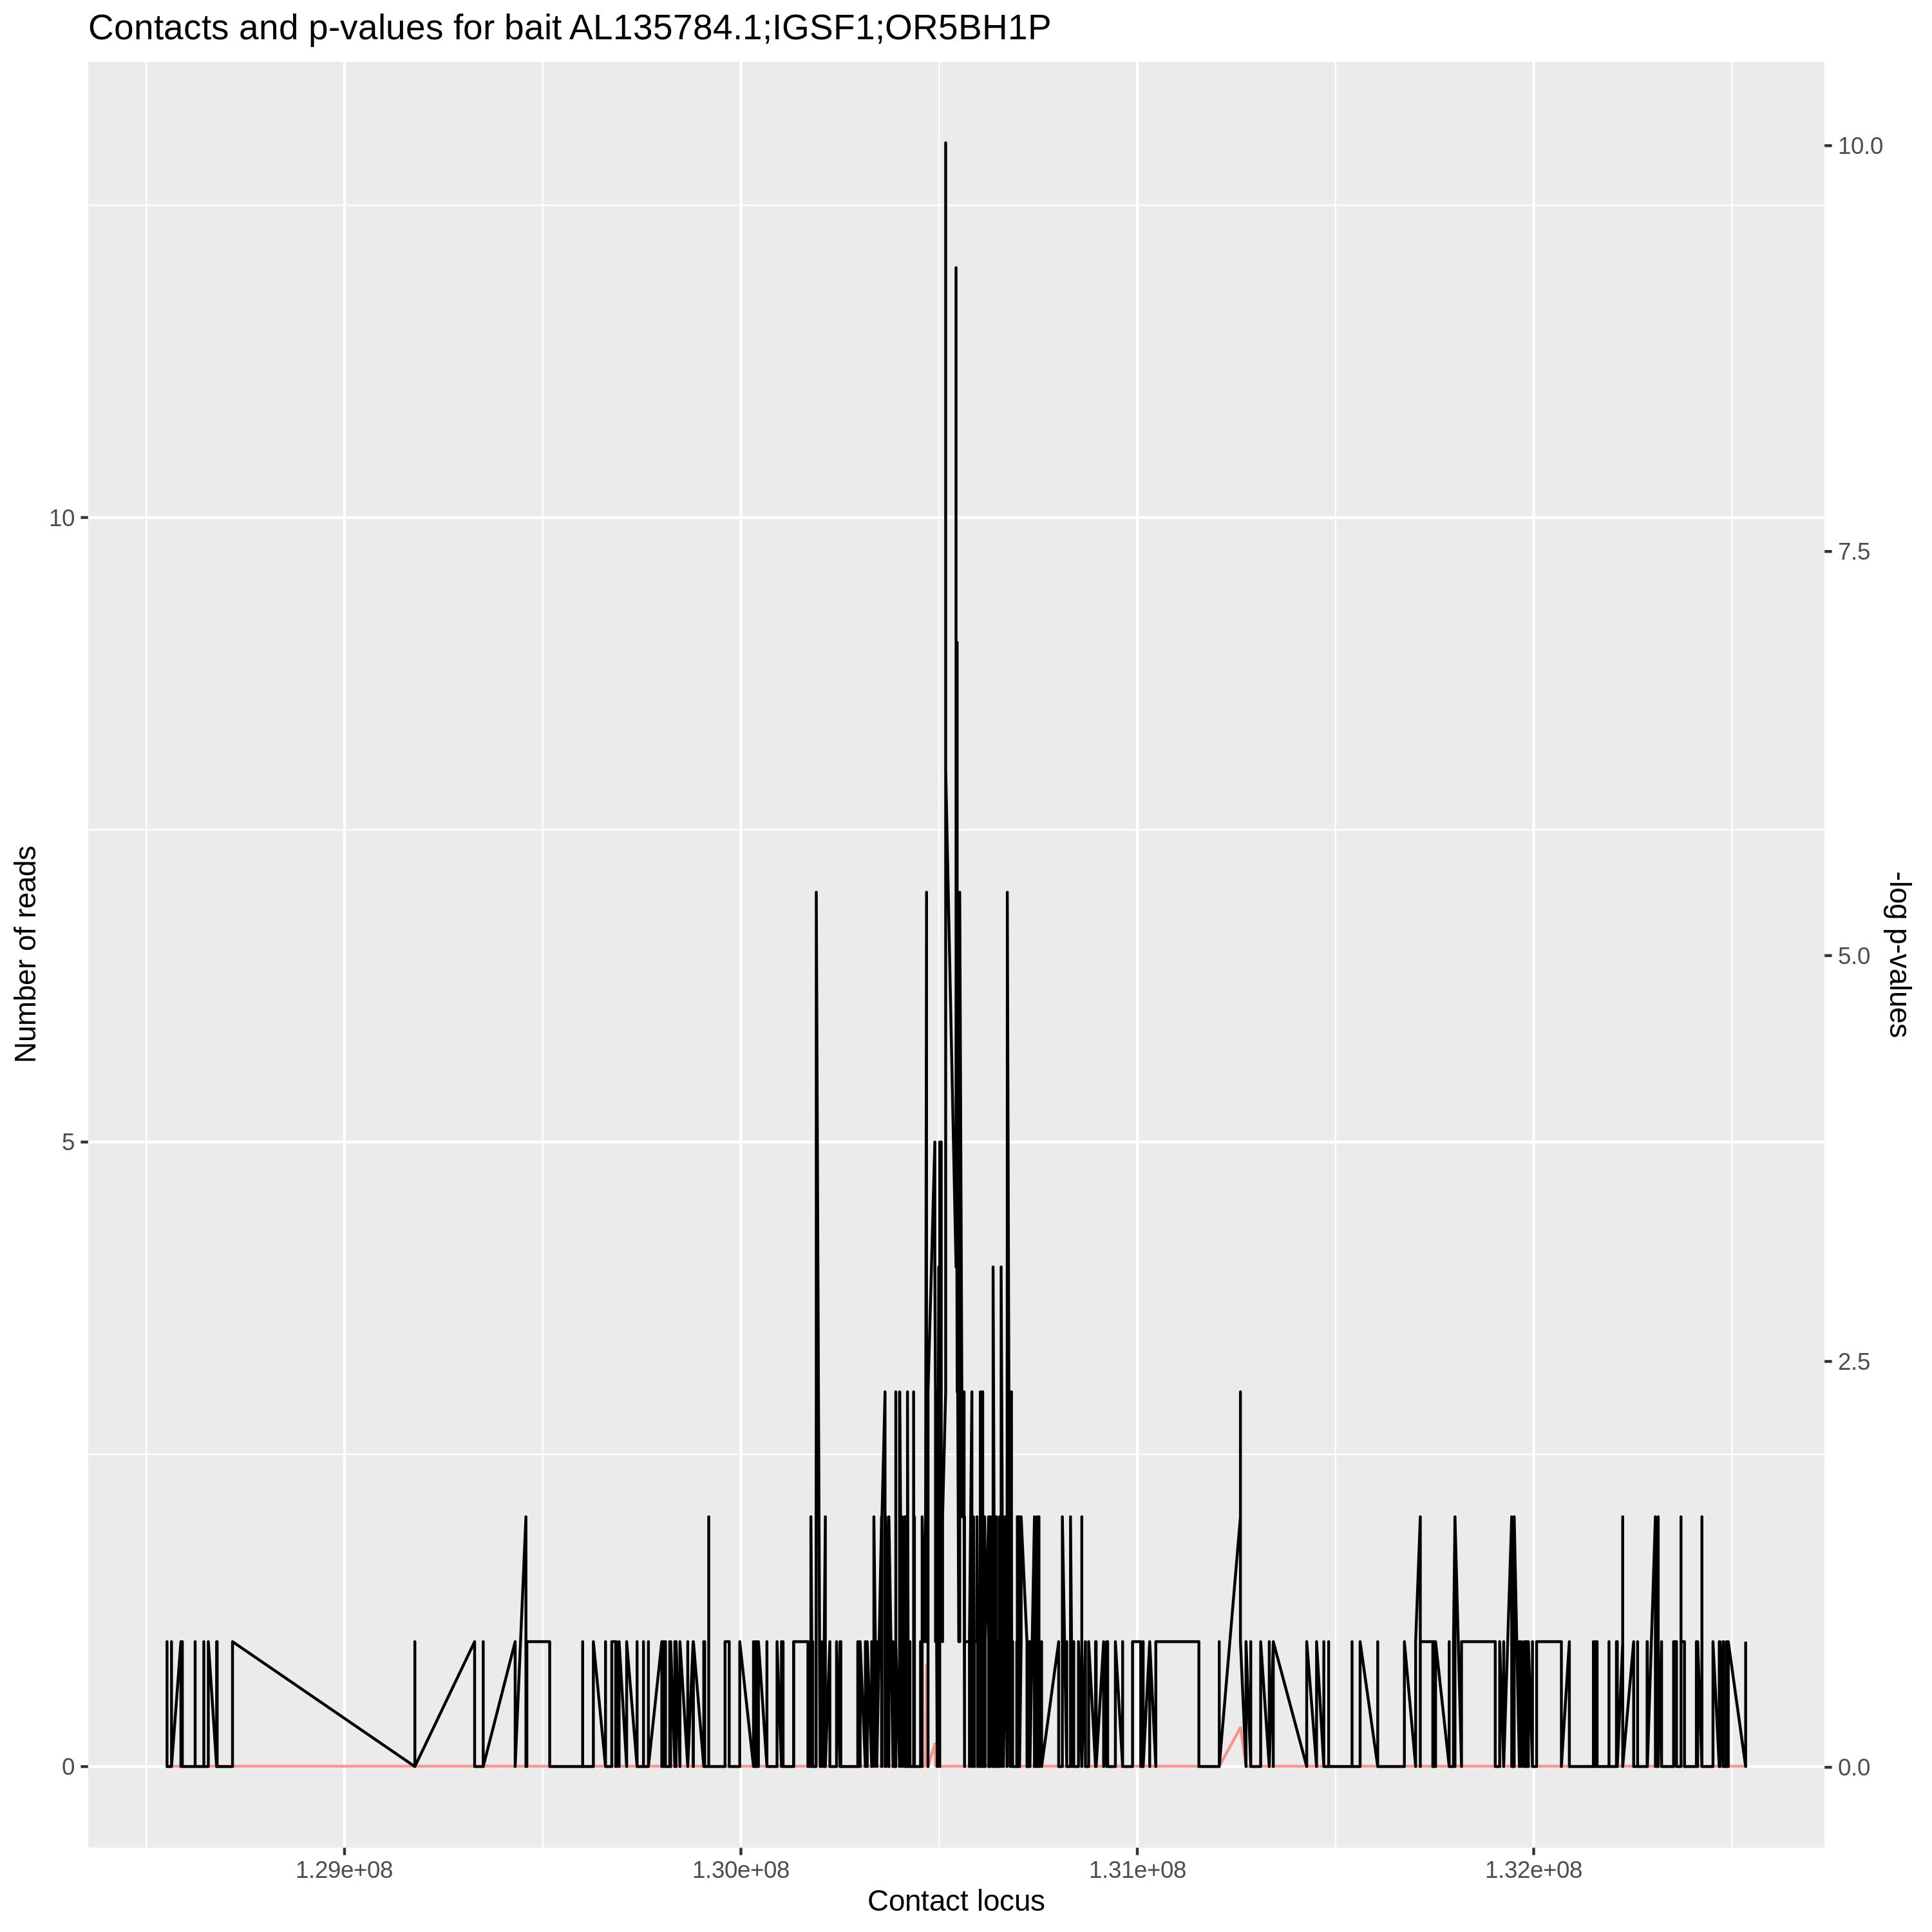 Contacts and p-values for bait AL135784.1;IGSF1;OR5BH1P
10
5
0
Number of reads
10.0
7.5
5.0
2.5
0.0
-log p-values
1.29e+08
1.30e+08
1.31e+08
1.32e+08
Contact locus